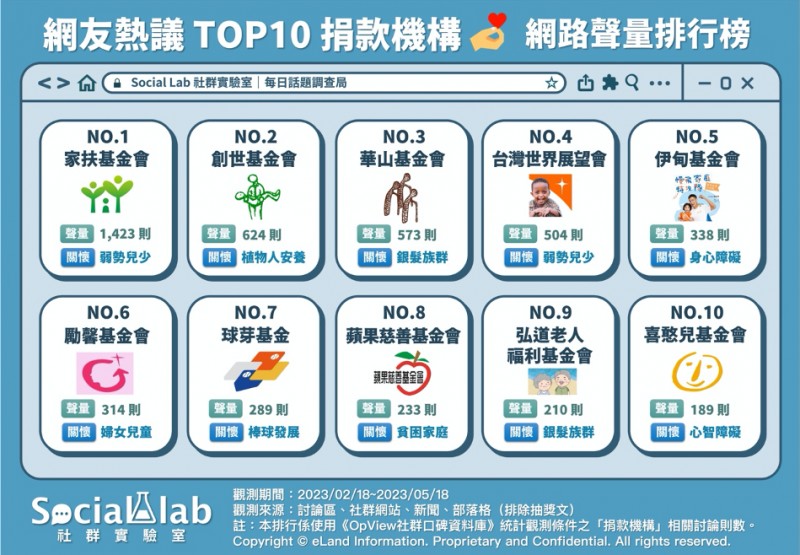 網友熱議 TOP10 捐款機構 網路聲量排行榜
Social Lab 社群實驗室｜每日話題調查局
NO.1
家扶基金會
聲量 1,423 則
關懷 弱勢兒少
NO.2
創世基金會
聲量 624 則
關懷 植物人安養
NO.3
華山基金會
聲量 573 則
關懷 銀髮族群
NO.4
台灣世界展望會
聲量 504 則
關懷 弱勢兒少
NO.5
伊甸基金會
聲量 338 則
關懷 身心障礙
NO.6
勵馨基金會
聲量 314 則
關懷 婦女兒童
NO.7
球芽基金
聲量 289 則
關懷 棒球發展
NO.8
蘋果慈善基金會
蘋果慈善基金會
聲量 233 則
關懷 貧困家庭
NO.9
弘道老人
福利基金會
聲量 210 則
關懷 銀髮族群
NO.10
喜憨兒基金會
聲量 189 則
關懷 心智障礙
Social lab
社群實驗室
觀測期間：2023/02/18~2023/05/18
觀測來源：討論區、社群網站、新聞、部落格（排除抽獎文）
註：本排行係使用《OpView社群口碑資料庫》統計觀測條件之「捐款機構」相關討論則數。
Copyright © eLand Information. Proprietary and Confidential. All rights reserved.